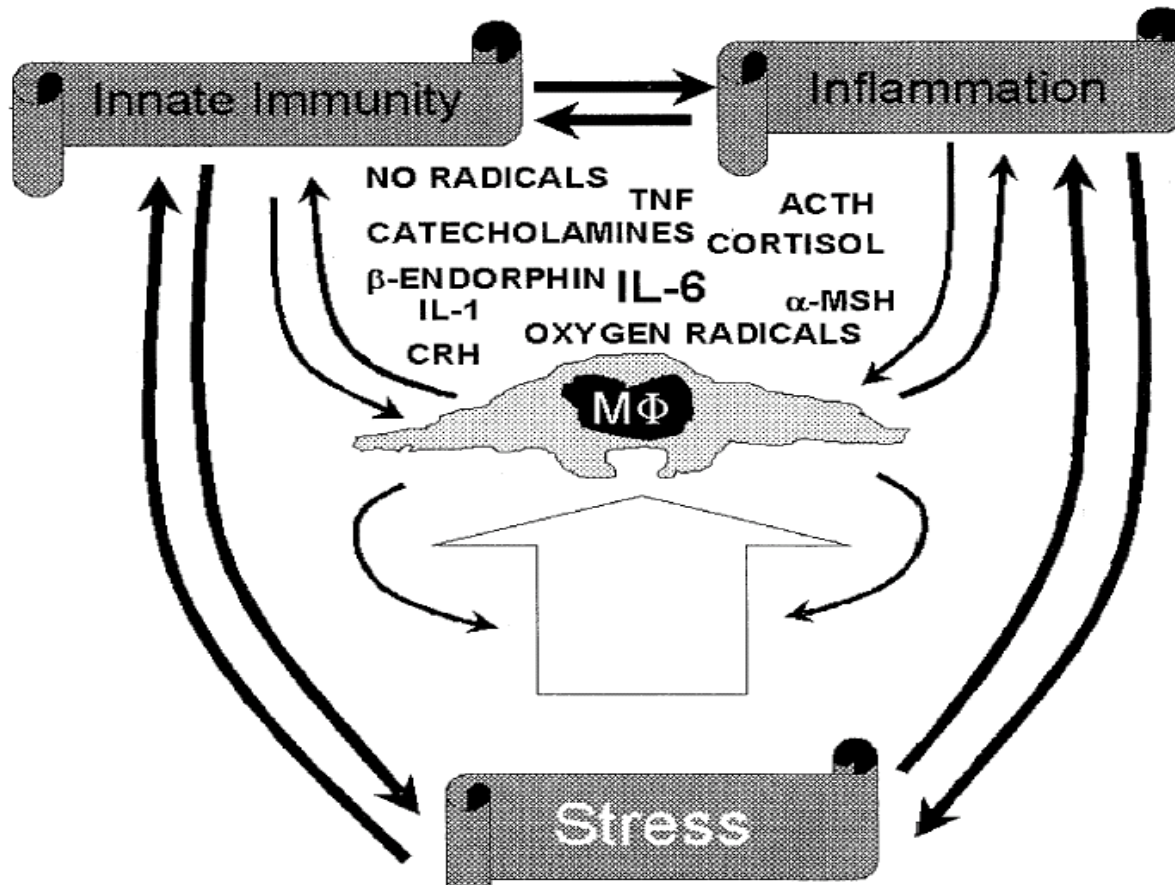 Innate Immunity
Inflammation
NO RADICALS
TNF
ACTH
CATECHOLAMINES
CORTISOL
β-ENDORPHIN
IL-6
α-MSH
IL-1
OXYGEN RADICALS
CRH
MΦ
Stress